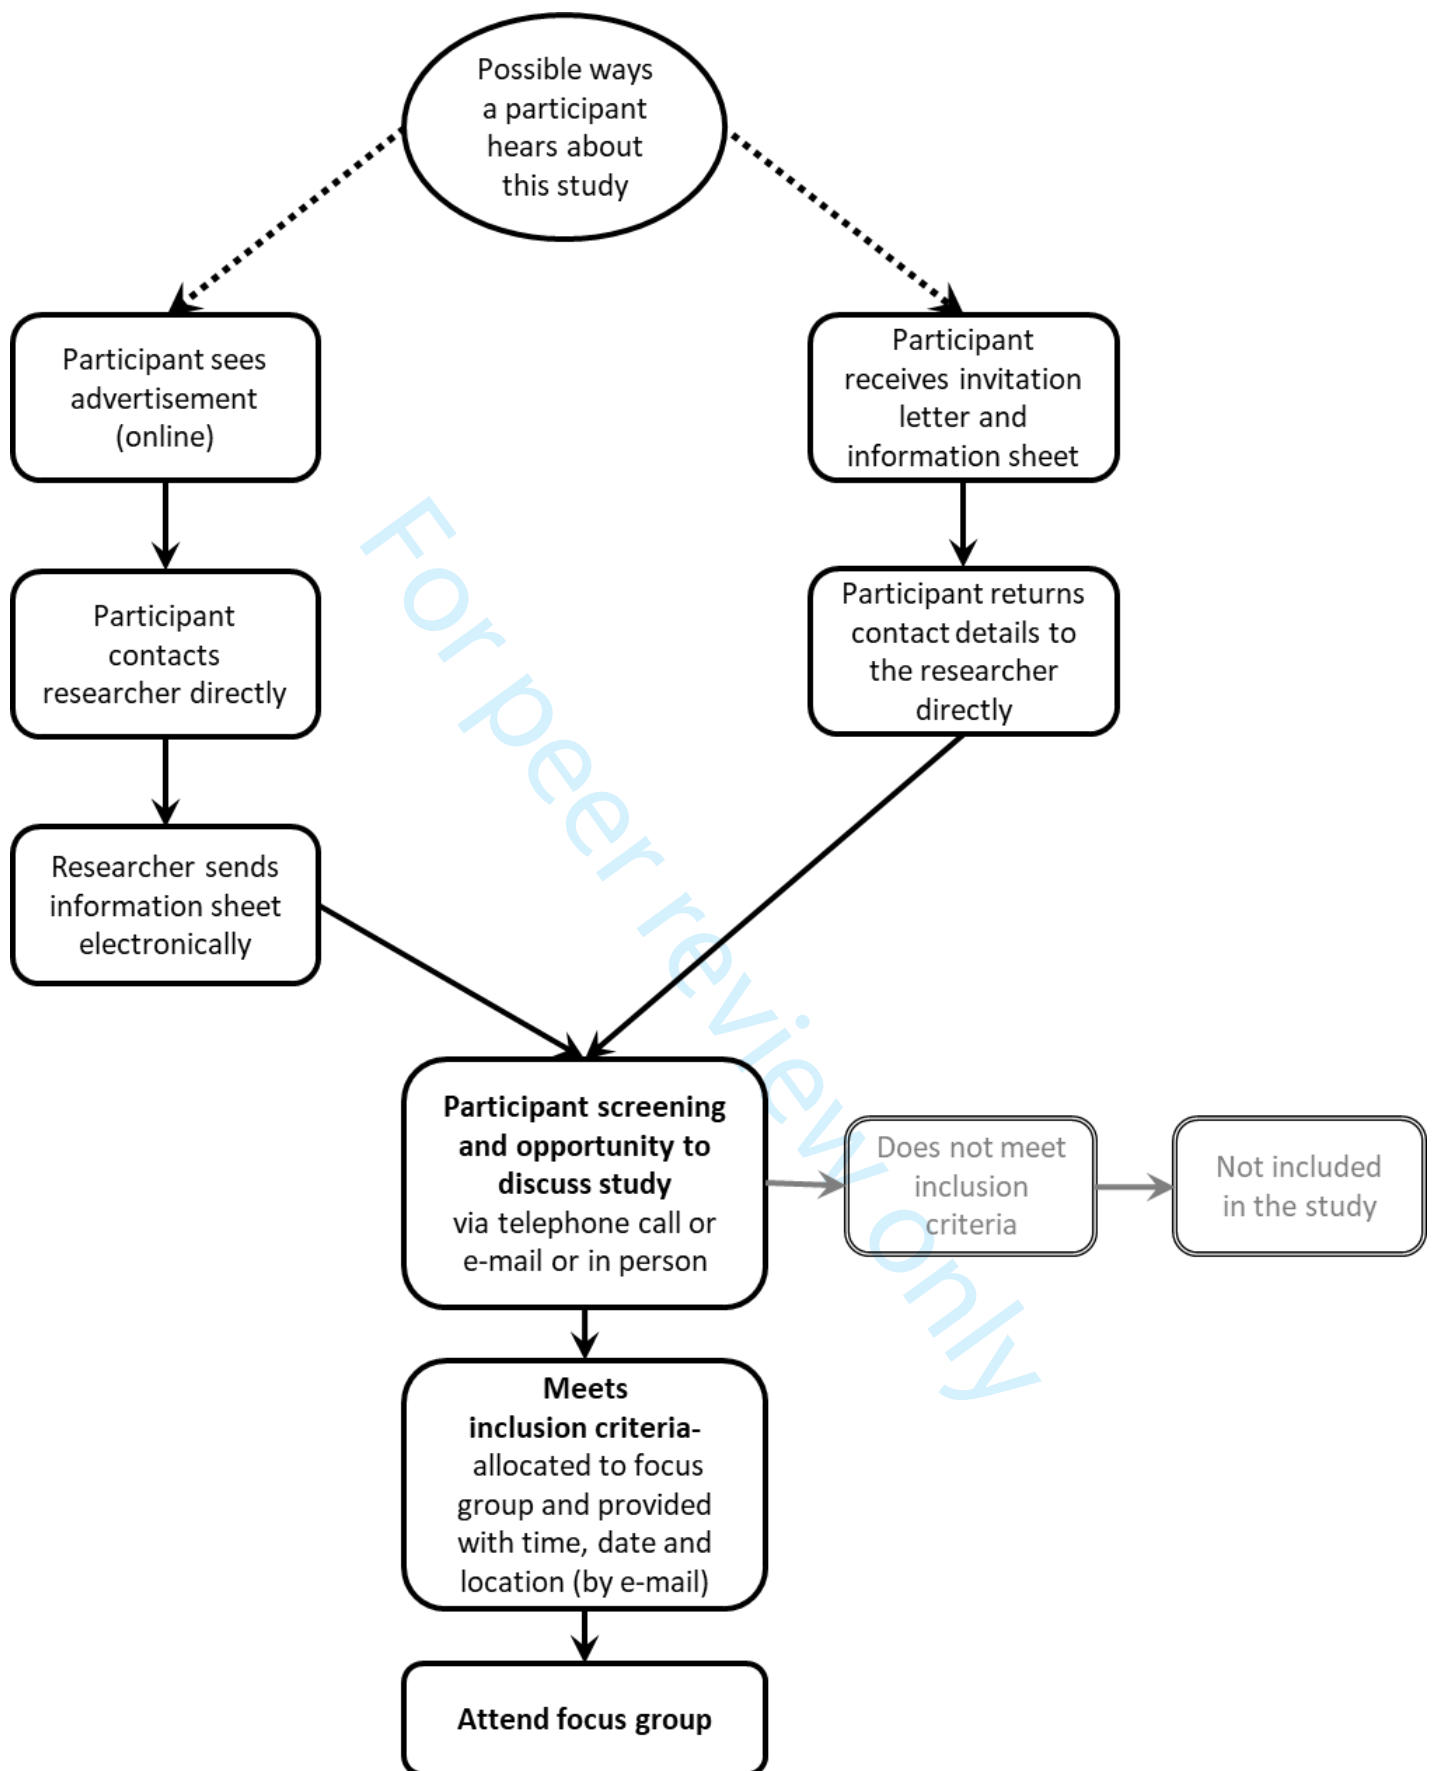 Possible ways
a participant
hears about
this study
Participant sees
advertisement
(online)
Participant
receives invitation
letter and
information sheet
Participant
contacts
researcher directly
Participant returns
contact details to
the researcher
directly
Researcher sends
information sheet
electronically
Participant screening
and opportunity to
discuss study
via telephone call or
e-mail or in person
Does not meet
inclusion
criteria
Not included
in the study
Meets
inclusion criteria-
allocated to focus
group and provided
with time, date and
location (by e-mail)
Attend focus group
For peer review only